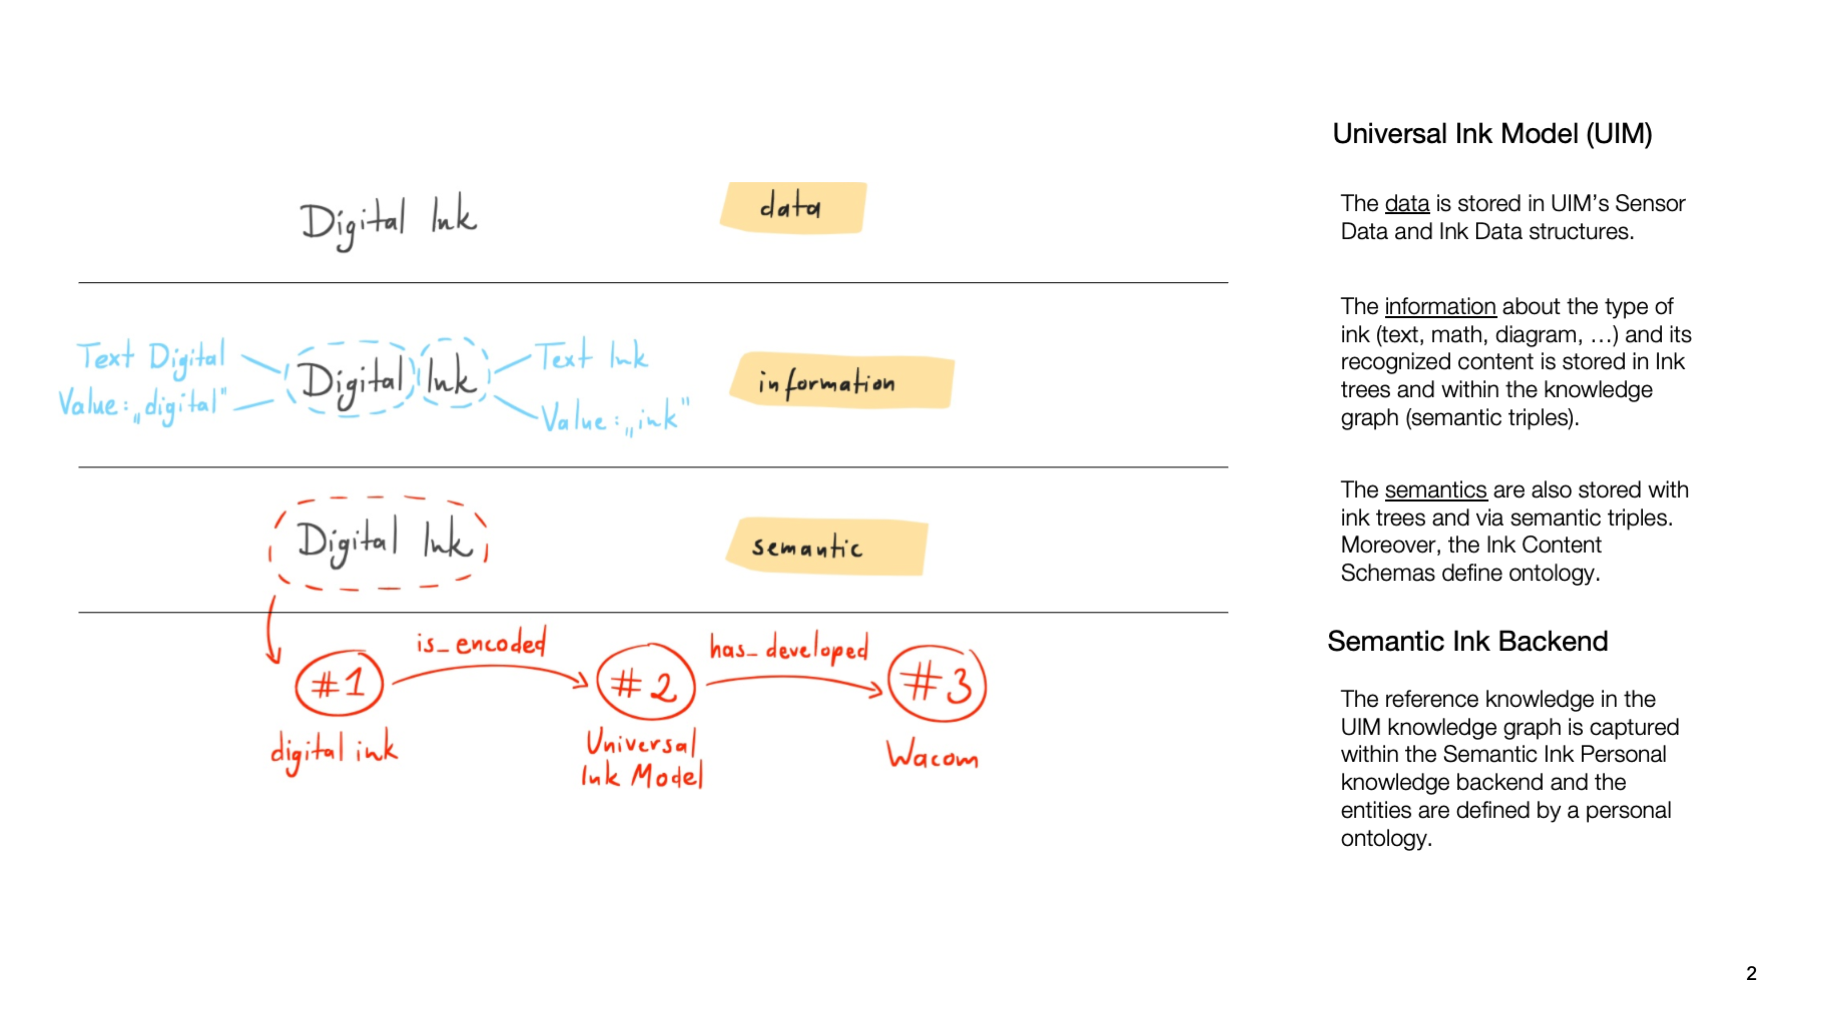 Digital Ink
data
Text Digital
Value: „digital"
Digital Ink
Text Ink
Value: „ink"
information
Digital Ink
semantic
#1
is_encoded
#2
has_developed
#3
digital ink
Universal
Ink Model
Wacom
Universal Ink Model (UIM)
The data is stored in UIM's Sensor
Data and Ink Data structures.
The information about the type of
ink (text, math, diagram, …) and its
recognized content is stored in Ink
trees and within the knowledge
graph (semantic triples).
The semantics are also stored with
ink trees and via semantic triples.
Moreover, the Ink Content
Schemas define ontology.
Semantic Ink Backend
The reference knowledge in the
UIM knowledge graph is captured
within the Semantic Ink Personal
knowledge backend and the
entities are defined by a personal
ontology.
2